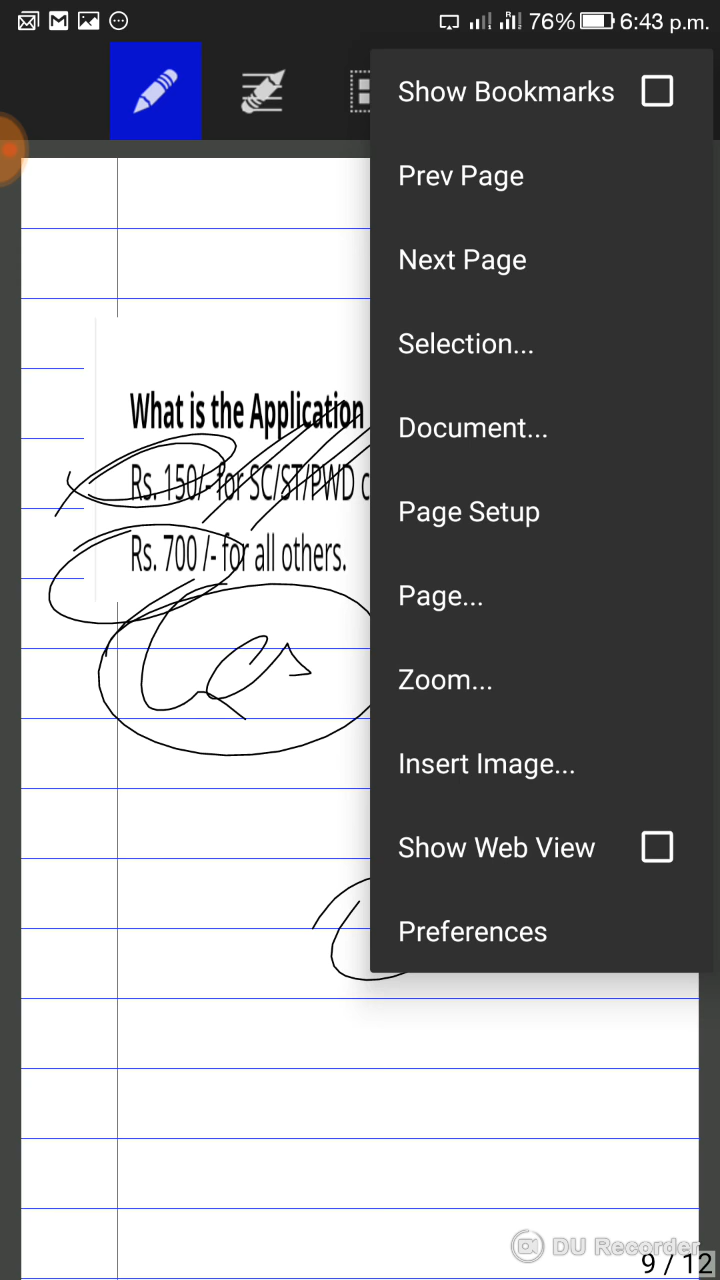 76% 6:43 p.m.
Show Bookmarks
Prev Page
Next Page
Selection...
Document...
Page Setup
Page...
Zoom...
Insert Image...
Show Web View
Preferences
What is the Application
Rs. 150/- for SC/ST/PWD
Rs. 700 /- for all others.
DU Recorder
9 / 12